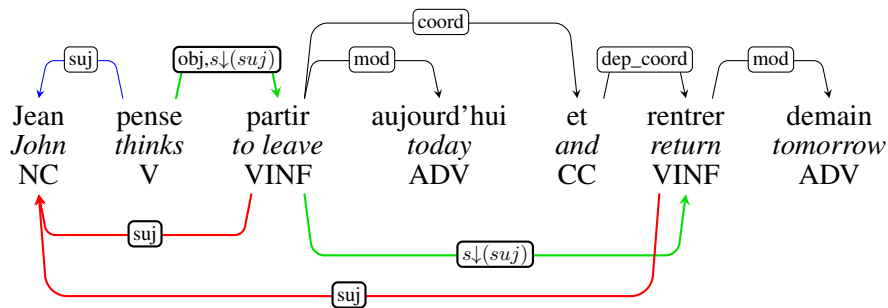 coord
suj obj,s↓(suj) mod dep_coord mod
Jean pense partir aujourd'hui et rentrer demain
John thinks to leave today and return tomorrow
NC V VINF ADV CC VINF ADV
suj
s↓(suj)
suj